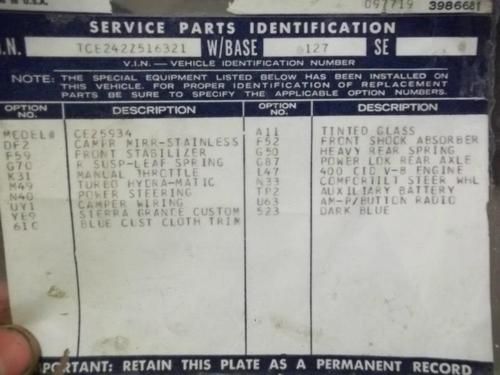 091719 3986681
SERVICE PARTS IDENTIFICATION
.I.N. TCE242Z516321 W/BASE 127 SE
V.I.N. — VEHICLE IDENTIFICATION NUMBER
NOTE: THE SPECIAL EQUIPMENT LISTED BELOW HAS BEEN INSTALLED ON
THIS VEHICLE. FOR PROPER IDENTIFICATION OF REPLACEMENT
PARTS BE SURE TO SPECIFY THE APPLICABLE OPTION NUMBERS.
OPTION NO. DESCRIPTION OPTION NO. DESCRIPTION
MODEL# CE25934 A11 TINTED GLASS
DF2 CAMPR MIRR-STAINLESS F52 FRONT SHOCK ABSORBER
F59 FRONT STABILIZER G50 HEAVY REAR SPRING
G70 R SUSP-LEAF SPRING G87 POWER LOK REAR AXLE
K31 MANUAL THROTTLE L47 400 CID V-8 ENGINE
M49 TURBO HYDRA-MATIC N33 COMFORTILT STEER WHL
N40 POWER STEERING TP2 AUXILIARY BATTERY
UY1 CAMPER WIRING U63 AM-P/BUTTON RADIO
YE9 SIERRA GRANDE CUSTOM 523 DARK BLUE
61C BLUE CUST CLOTH TRIM
PORTANT: RETAIN THIS PLATE AS A PERMANENT RECORD